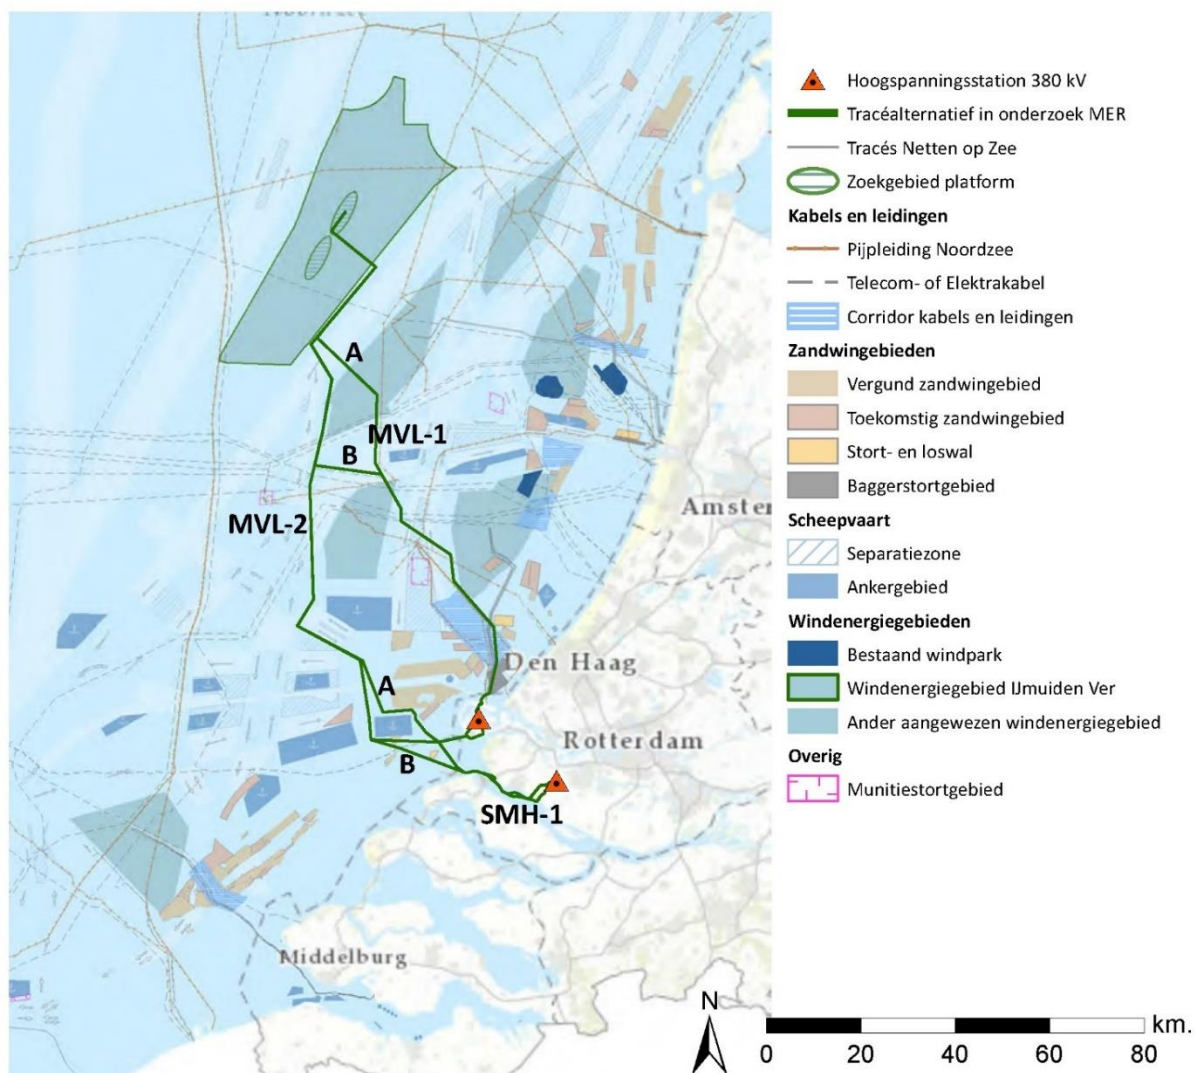 Hoogspanningsstation 380 kV
Tracéalternatief in onderzoek MER
Tracés Netten op Zee
Zoekgebied platform
Kabels en leidingen
Pijpleiding Noordzee
Telecom- of Elektrakabel
Corridor kabels en leidingen
Zandwingebieden
Vergund zandwingebied
Toekomstig zandwingebied
Stort- en loswal
Baggerstortgebied
Scheepvaart
Separatiezone
Ankergebied
Windenergiegebieden
Bestaand windpark
Windenergiegebied IJmuiden Ver
Ander aangewezen windenergiegebied
Overig
Munitiestortgebied
A
MVL-1
B
MVL-2
Amster
Den Haag
A
Rotterdam
B
SMH-1
Middelburg
N
km.
0 20 40 60 80